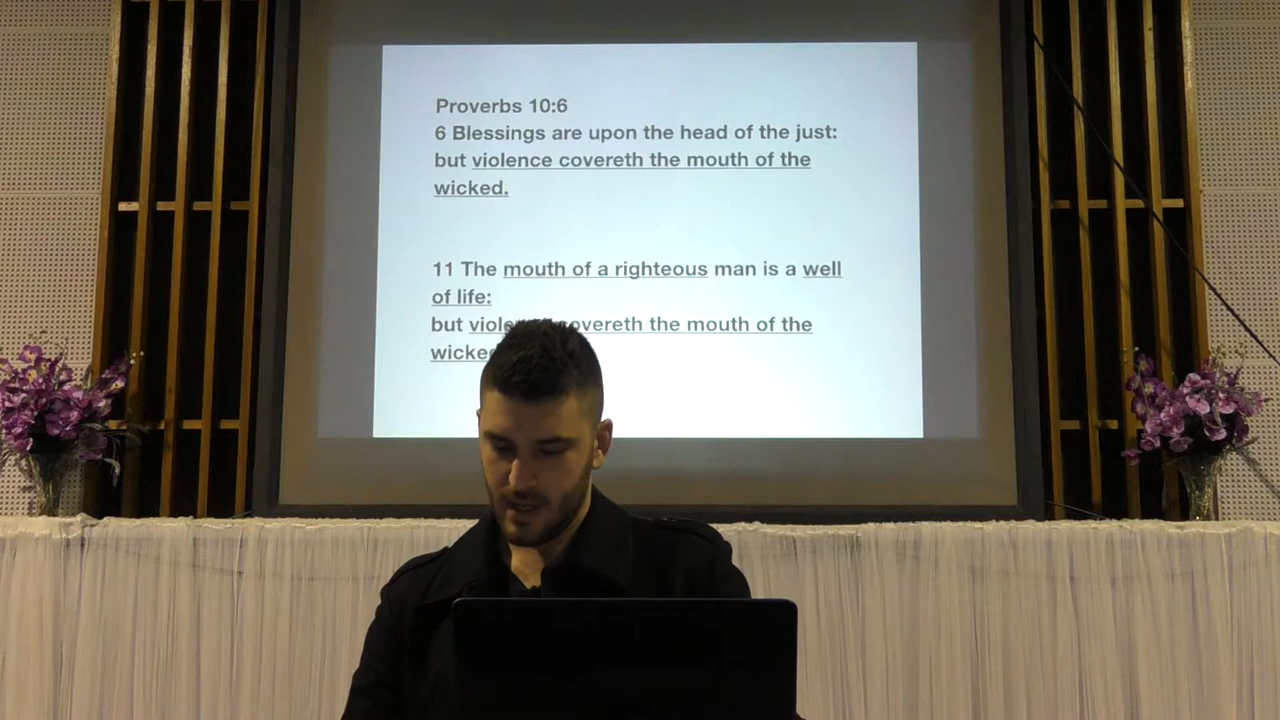 Proverbs 10:6
6 Blessings are upon the head of the just:
but violence covereth the mouth of the
wicked.
11 The mouth of a righteous man is a well
of life:
but covereth the mouth of the